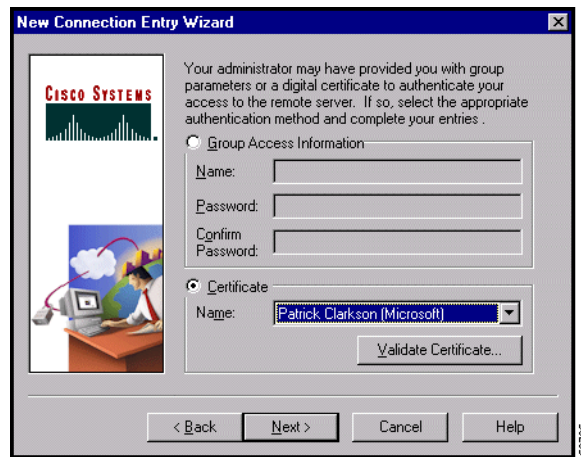 New Connection Entry Wizard
CISCO SYSTEMS
Your administrator may have provided you with group
parameters or a digital certificate to authenticate your
access to the remote server. If so, select the appropriate
authentication method and complete your entries .
Group Access Information
Name:
Password:
Confirm
Password:
Certificate
Name: Patrick Clarkson (Microsoft)
Validate Certificate...
< Back Next > Cancel Help